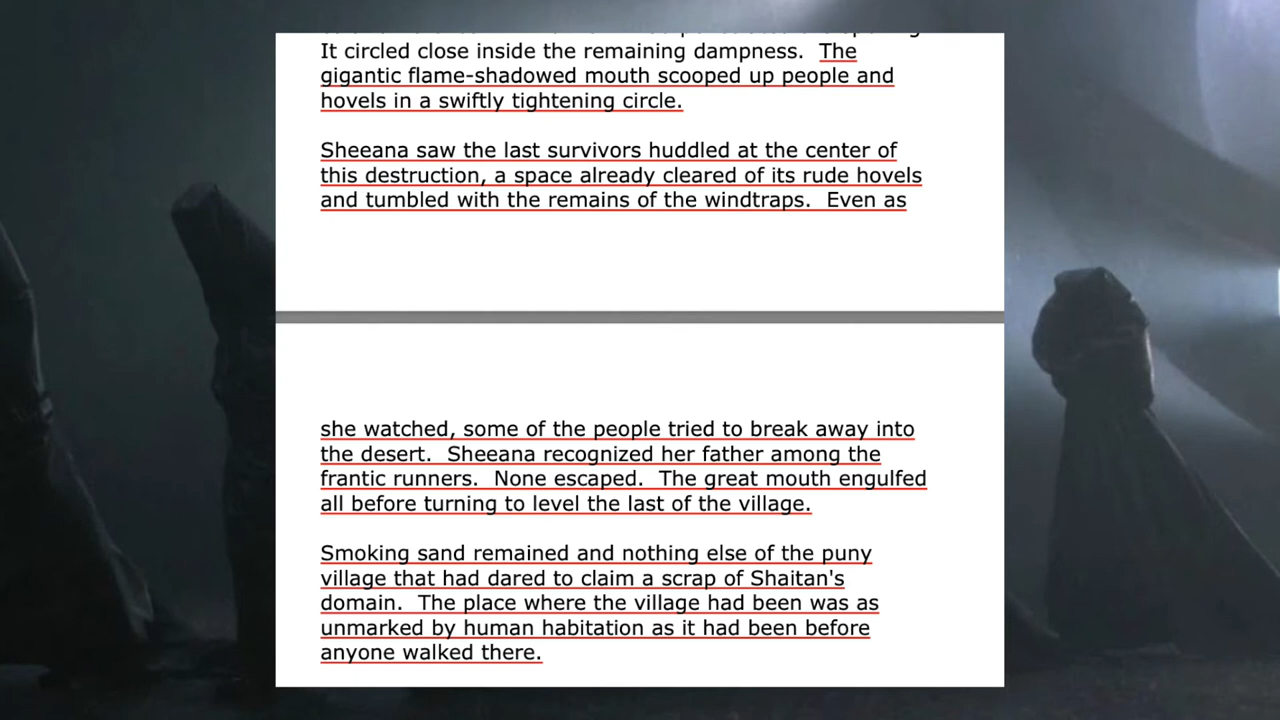 It circled close inside the remaining dampness.  The
gigantic flame-shadowed mouth scooped up people and
hovels in a swiftly tightening circle.
Sheeana saw the last survivors huddled at the center of
this destruction, a space already cleared of its rude hovels
and tumbled with the remains of the windtraps.  Even as
she watched, some of the people tried to break away into
the desert.  Sheeana recognized her father among the
frantic runners.  None escaped.  The great mouth engulfed
all before turning to level the last of the village.
Smoking sand remained and nothing else of the puny
village that had dared to claim a scrap of Shaitan's
domain.  The place where the village had been was as
unmarked by human habitation as it had been before
anyone walked there.